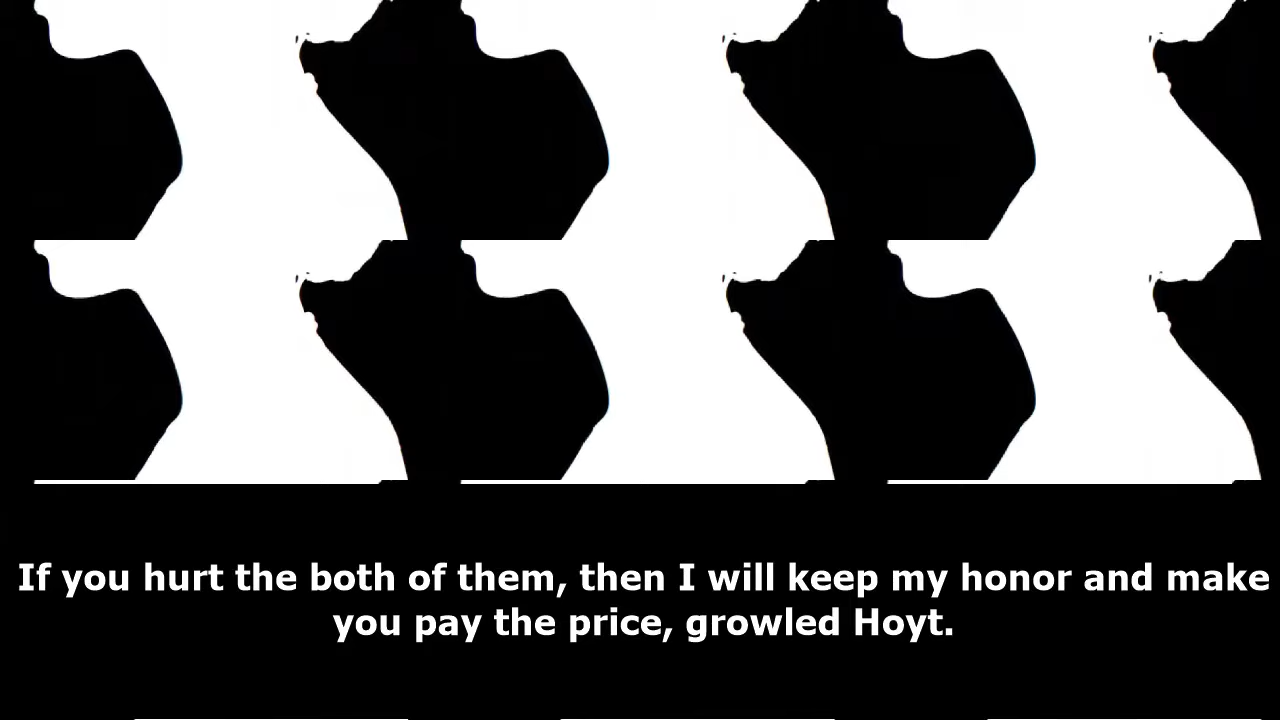 If you hurt the both of them, then I will keep my honor and make
you pay the price, growled Hoyt.